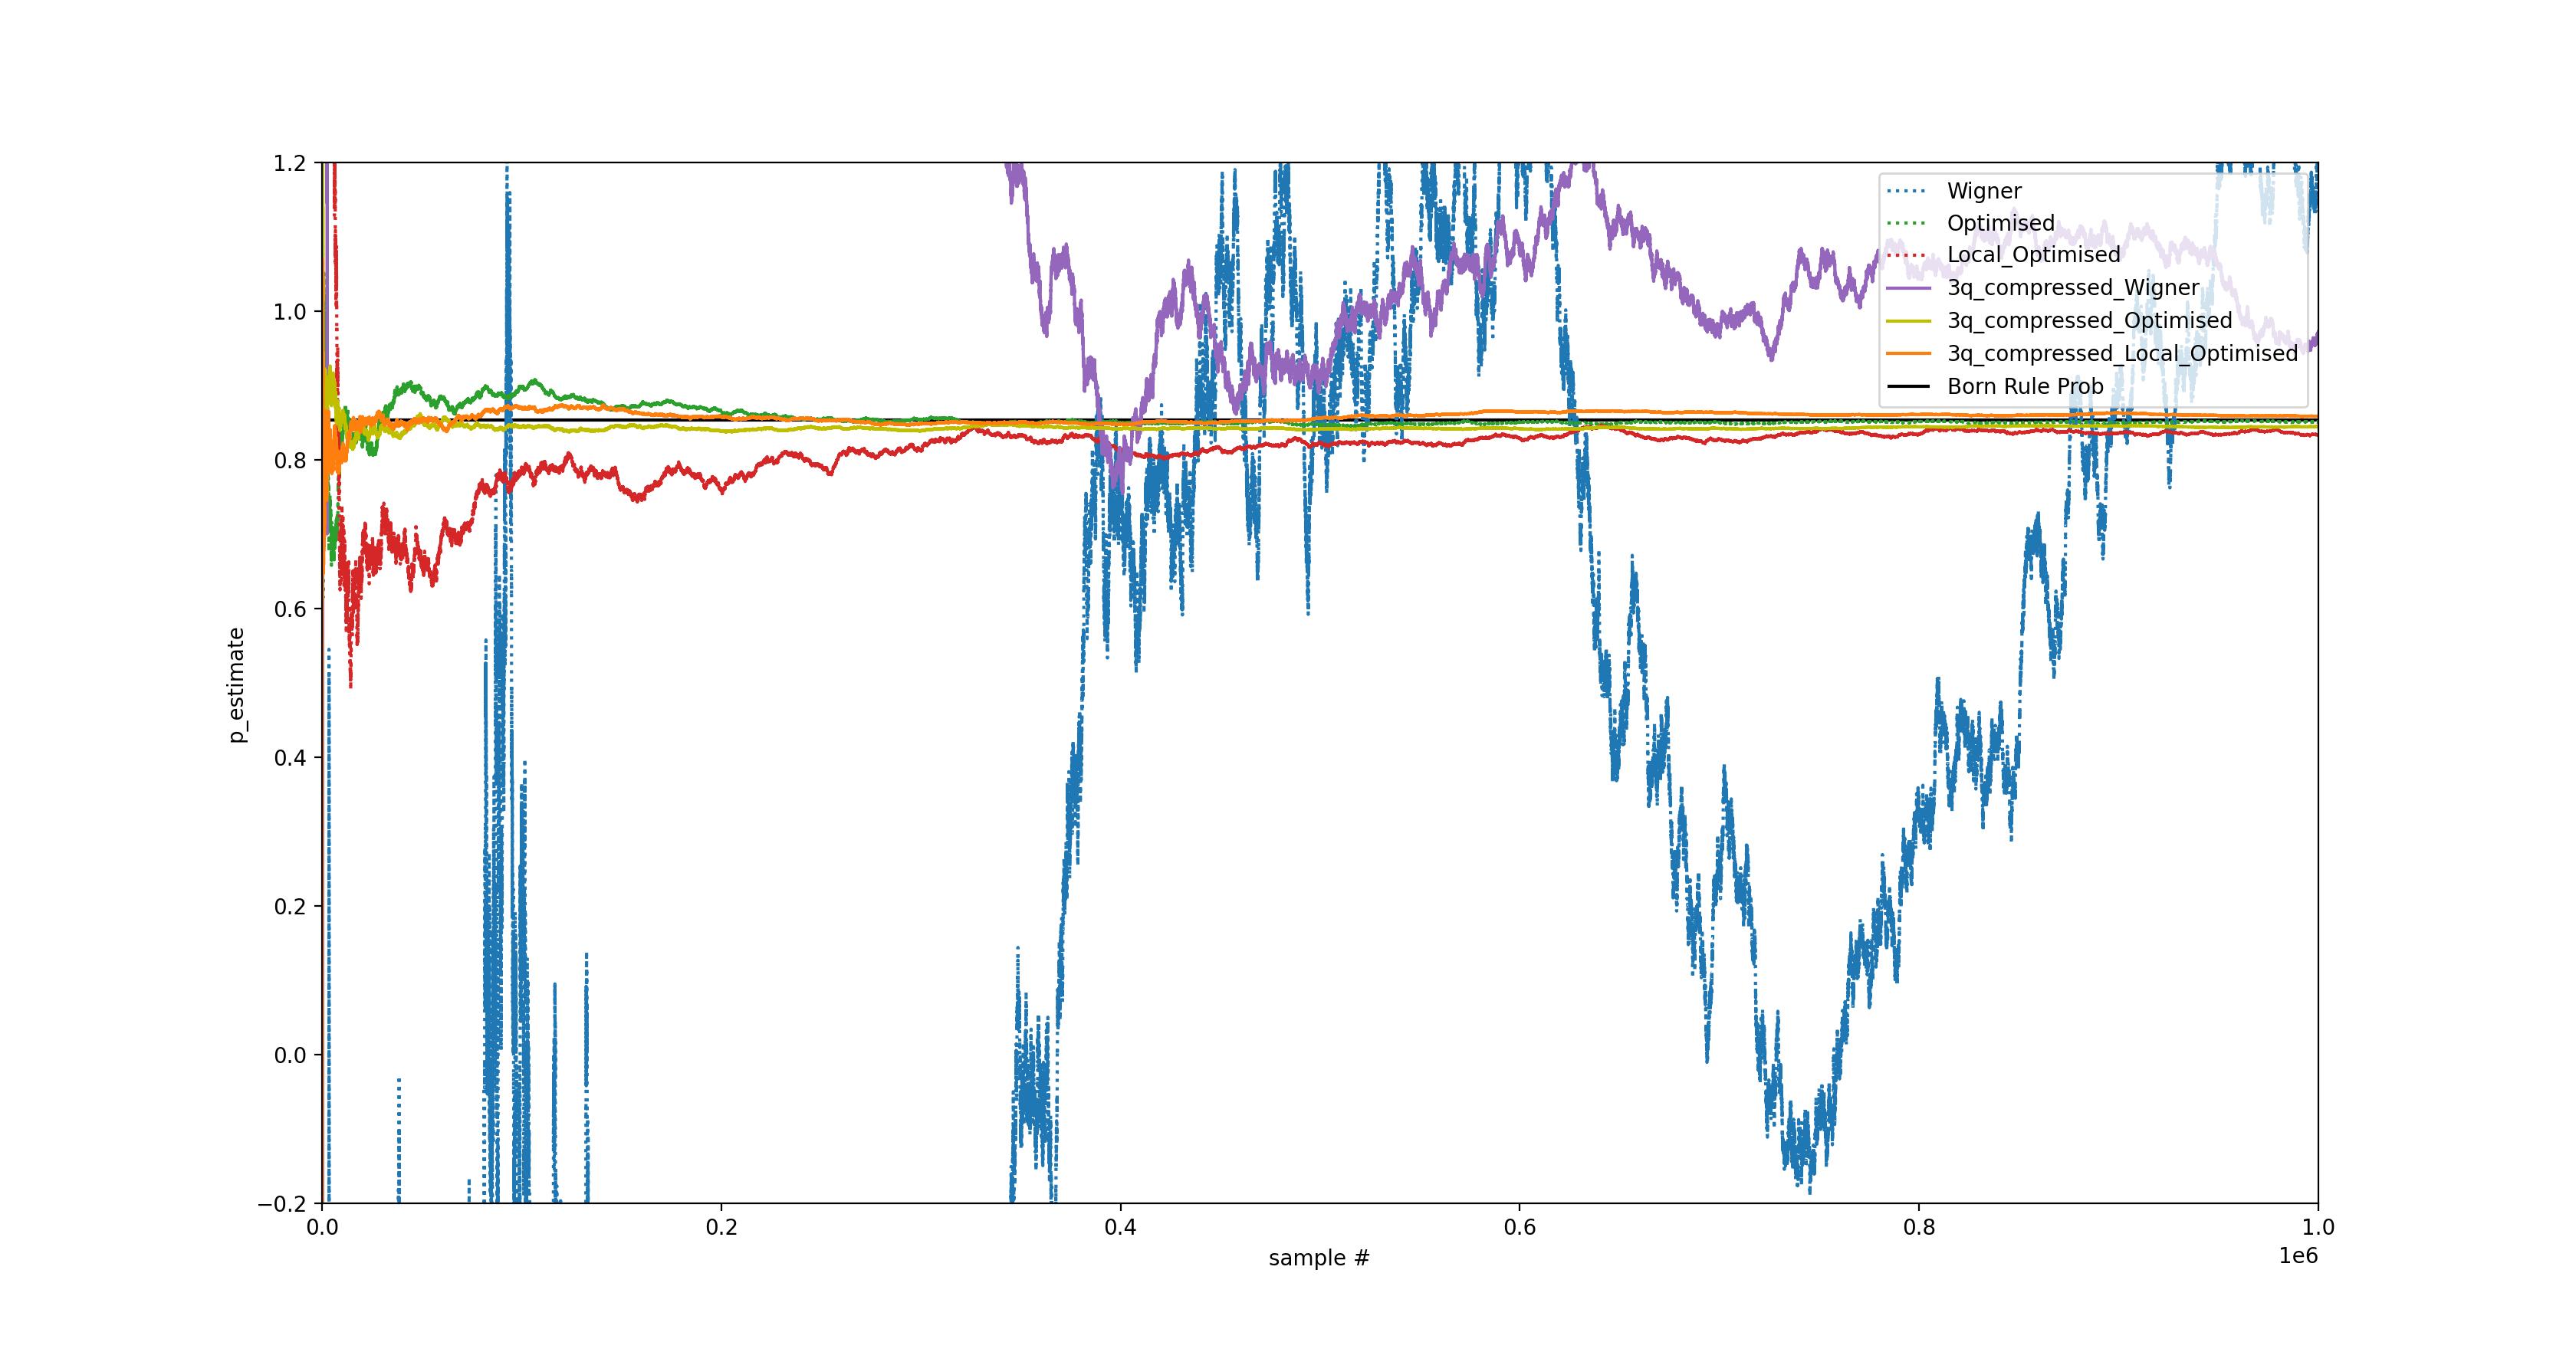 1.2
1.0
0.8
0.6
0.4
0.2
0.0
−0.2
p_estimate
0.0 0.2 0.4 0.6 0.8 1.0
sample #
1e6
Wigner
Optimised
Local_Optimised
3q_compressed_Wigner
3q_compressed_Optimised
3q_compressed_Local_Optimised
Born Rule Prob